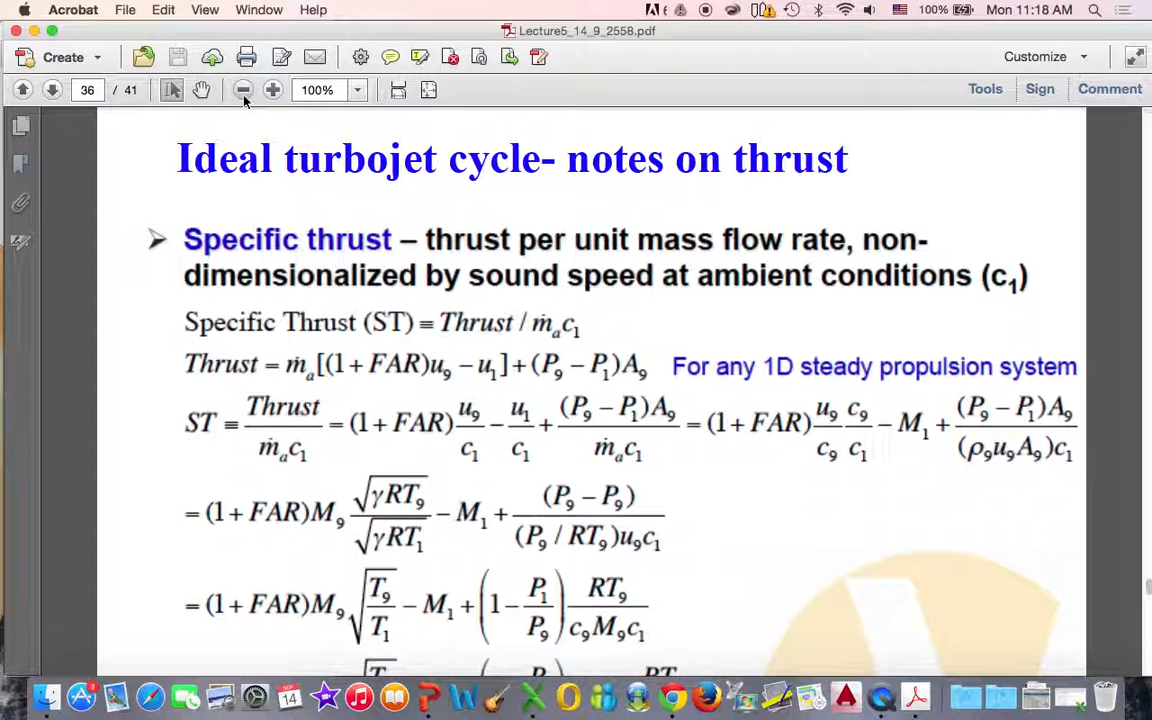 Acrobat File Edit View Window Help 100% Mon 11:18 AM
Lecture5_14_9_2558.pdf
Create Customize
36 / 41 100% Tools Sign Comment
Ideal turbojet cycle- notes on thrust
➤ Specific thrust – thrust per unit mass flow rate, non-
dimensionalized by sound speed at ambient conditions (c₁)
Specific Thrust (ST) ≡ Thrust / ṁₐc₁
Thrust = ṁₐ[(1 + FAR)u₉ − u₁] + (P₉ − P₁)A₉ For any 1D steady propulsion system
ST ≡ Thrust / ṁₐc₁ = (1 + FAR) u₉/c₁ − u₁/c₁ + (P₉ − P₁)A₉ / ṁₐc₁ = (1 + FAR) u₉/c₉ c₉/c₁ − M₁ + (P₉ − P₁)A₉ / (ρ₉u₉A₉)c₁
= (1 + FAR)M₉ √γRT₉ / √γRT₁ − M₁ + (P₉ − P₉) / (P₉ / RT₉)u₉c₁
= (1 + FAR)M₉ √(T₉/T₁) − M₁ + (1 − P₁/P₉) RT₉ / c₉M₉c₁
3
SEP
14